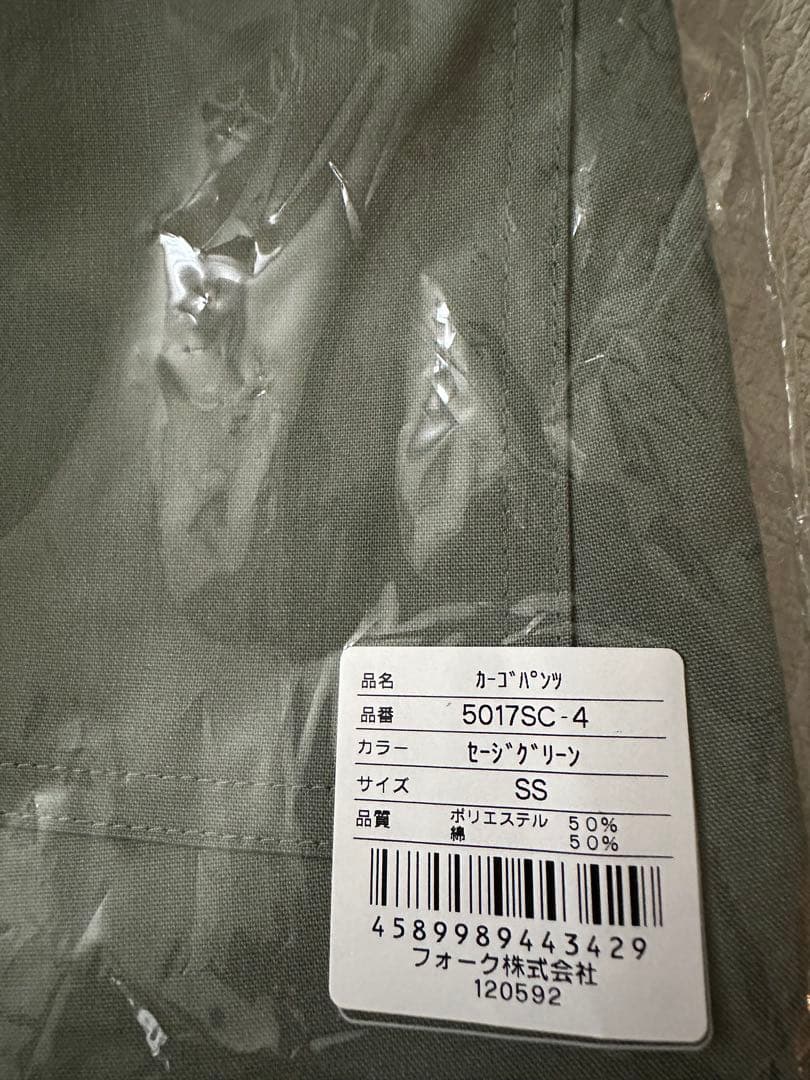 品名 ｶｰｺﾞﾊﾟﾝﾂ
品番 5017SC-4
カラー ｾｰｼﾞｸﾞﾘｰﾝ
サイズ SS
品質 ポリエステル 50%
綿 50%
4589989443429
フォーク株式会社
120592